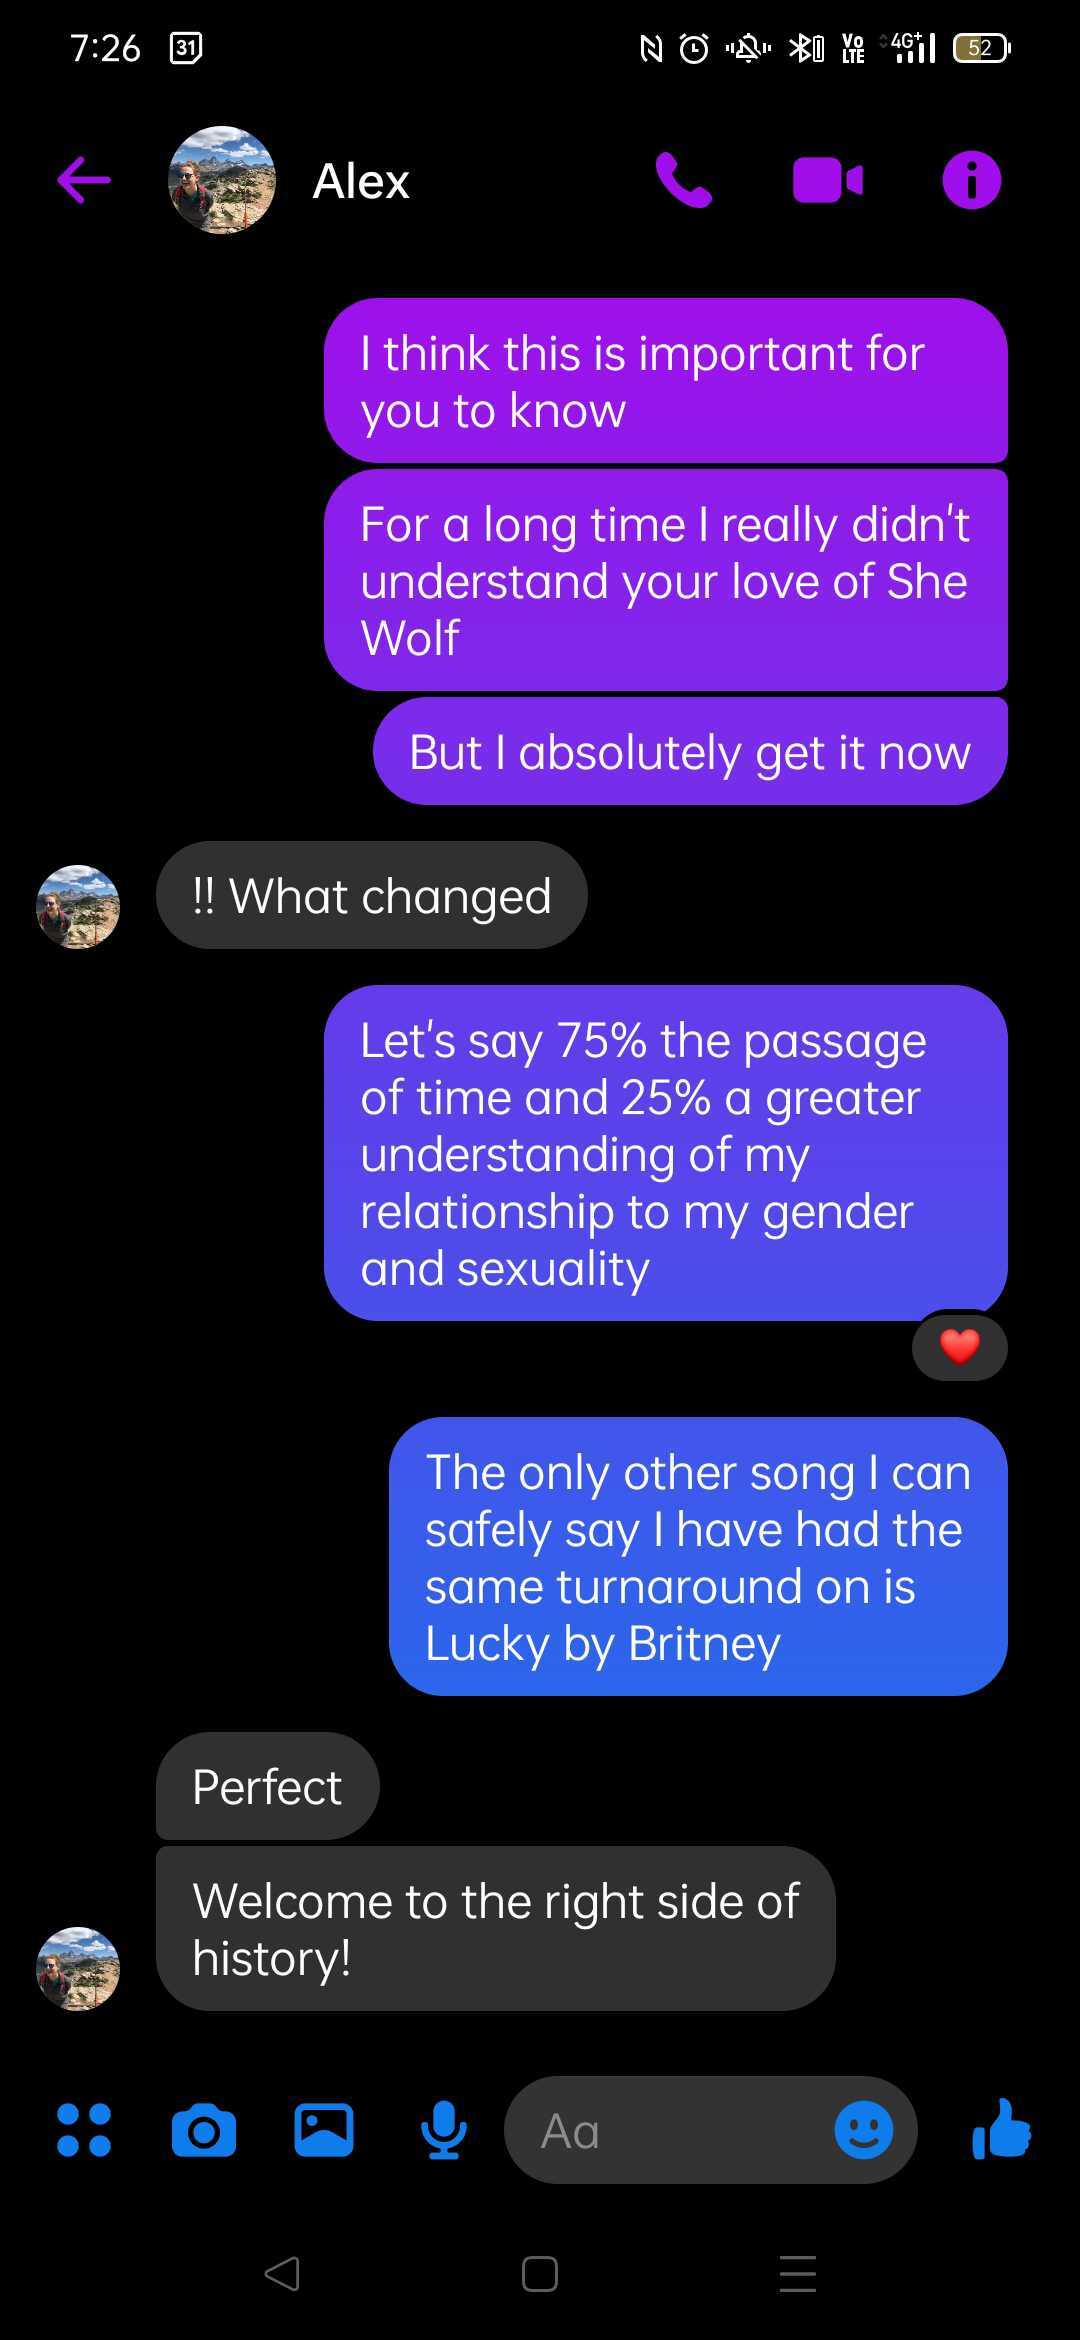 7:26 31 Vo LTE 4G+ 52
Alex
I think this is important for
you to know
For a long time I really didn't
understand your love of She
Wolf
But I absolutely get it now
!! What changed
Let's say 75% the passage
of time and 25% a greater
understanding of my
relationship to my gender
and sexuality
The only other song I can
safely say I have had the
same turnaround on is
Lucky by Britney
Perfect
Welcome to the right side of
history!
Aa